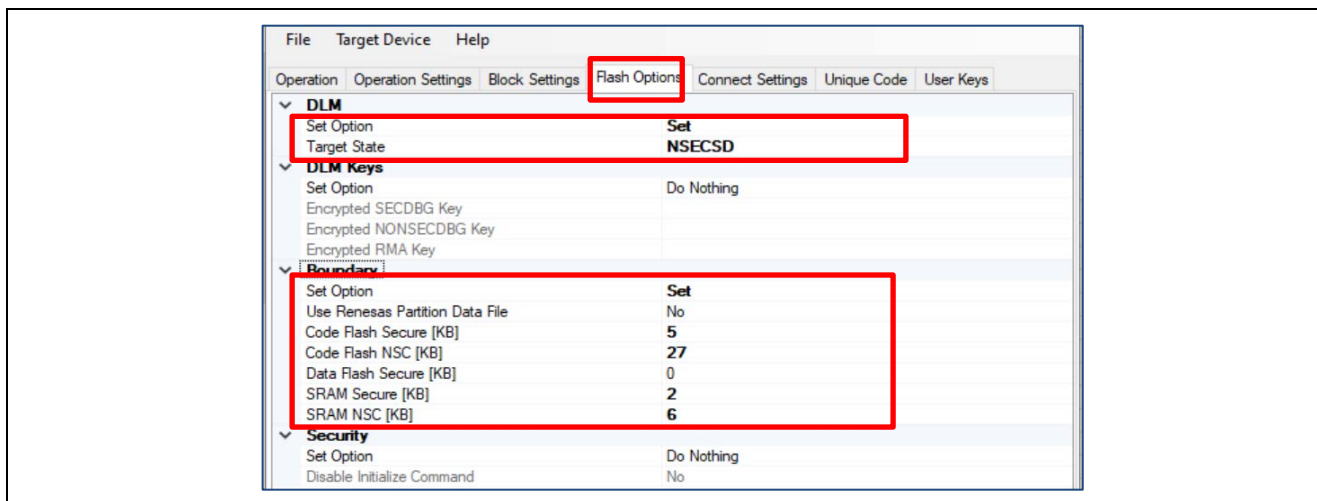 File Target Device Help
Operation Operation Settings Block Settings Flash Options Connect Settings Unique Code User Keys
DLM
Set Option Set
Target State NSECSD
DLM Keys
Set Option Do Nothing
Encrypted SECDBG Key
Encrypted NONSECDBG Key
Encrypted RMA Key
Boundary
Set Option Set
Use Renesas Partition Data File No
Code Flash Secure [KB] 5
Code Flash NSC [KB] 27
Data Flash Secure [KB] 0
SRAM Secure [KB] 2
SRAM NSC [KB] 6
Security
Set Option Do Nothing
Disable Initialize Command No